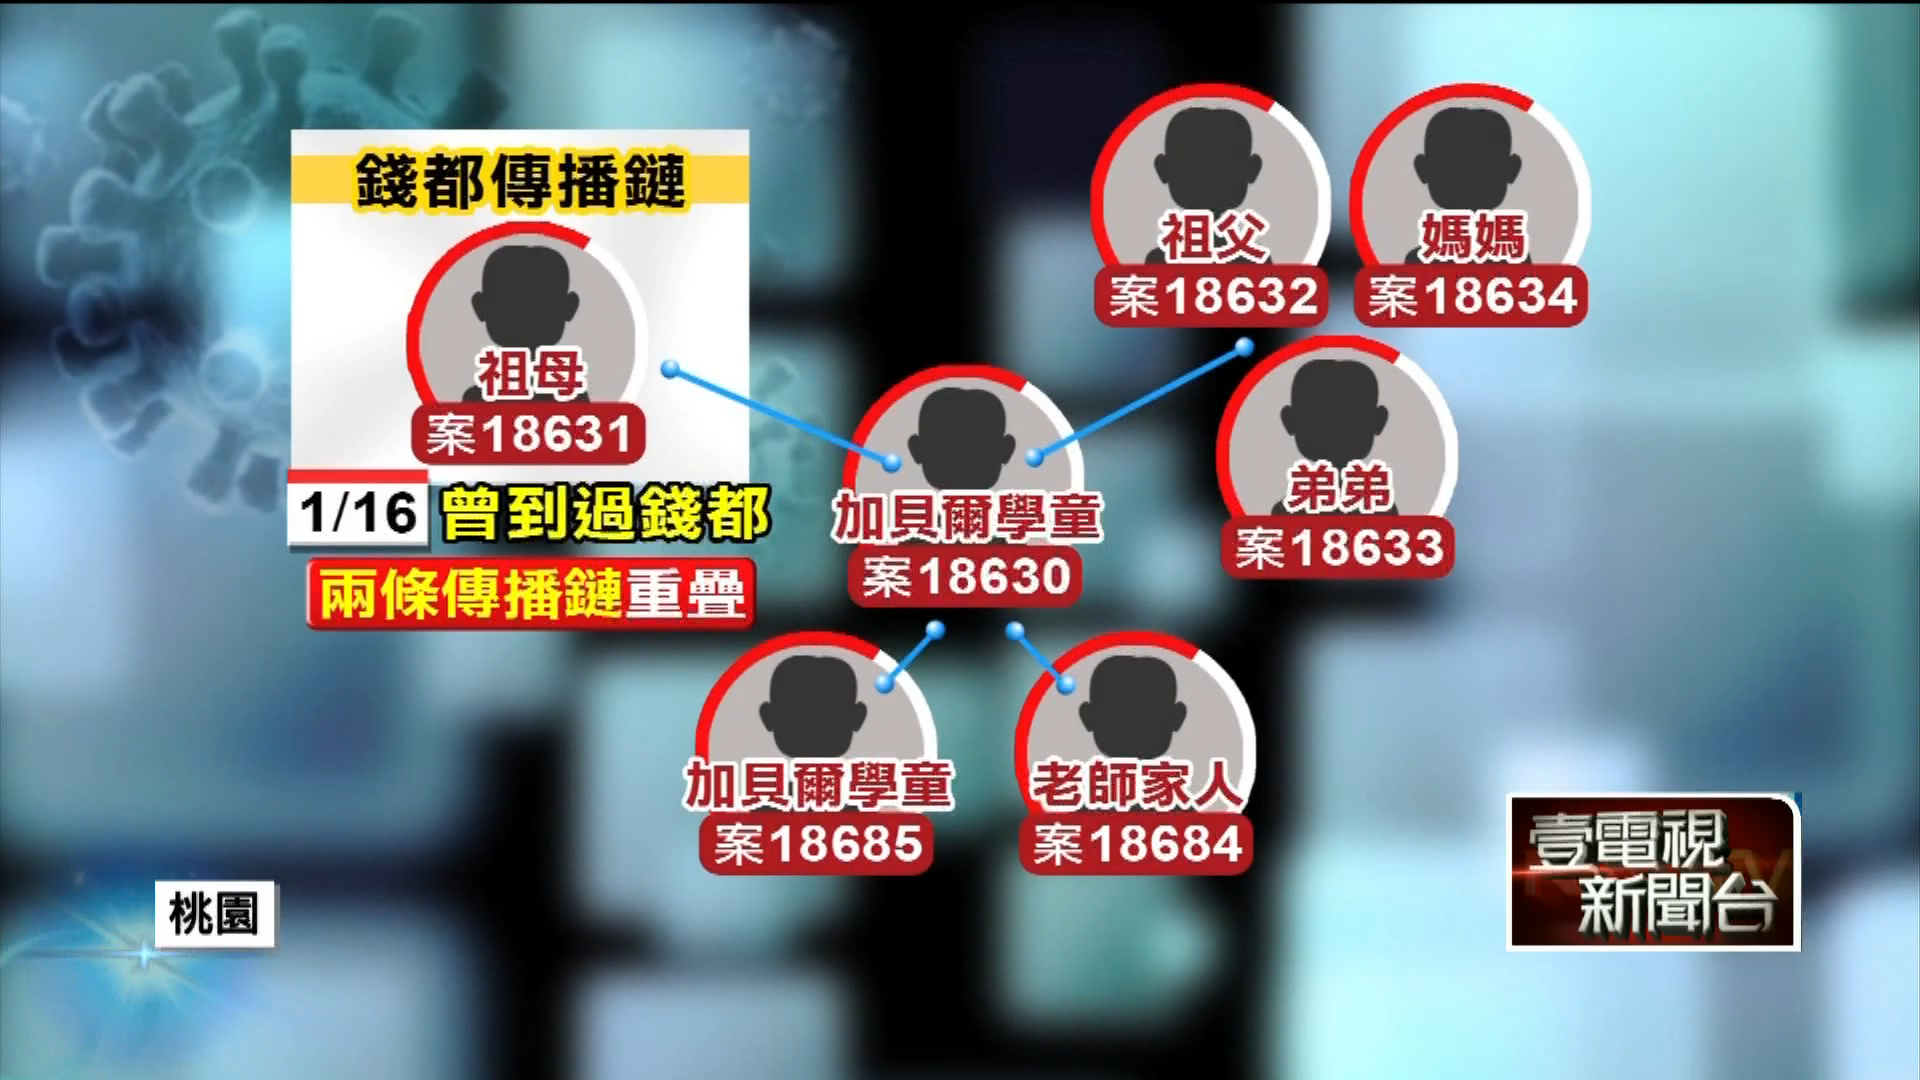 錢都傳播鏈
祖母
案18631
1/16 曾到過錢都
兩條傳播鏈重疊
祖父
案18632
媽媽
案18634
弟弟
案18633
加貝爾學童
案18630
加貝爾學童
案18685
老師家人
案18684
桃園
壹電視
新聞台